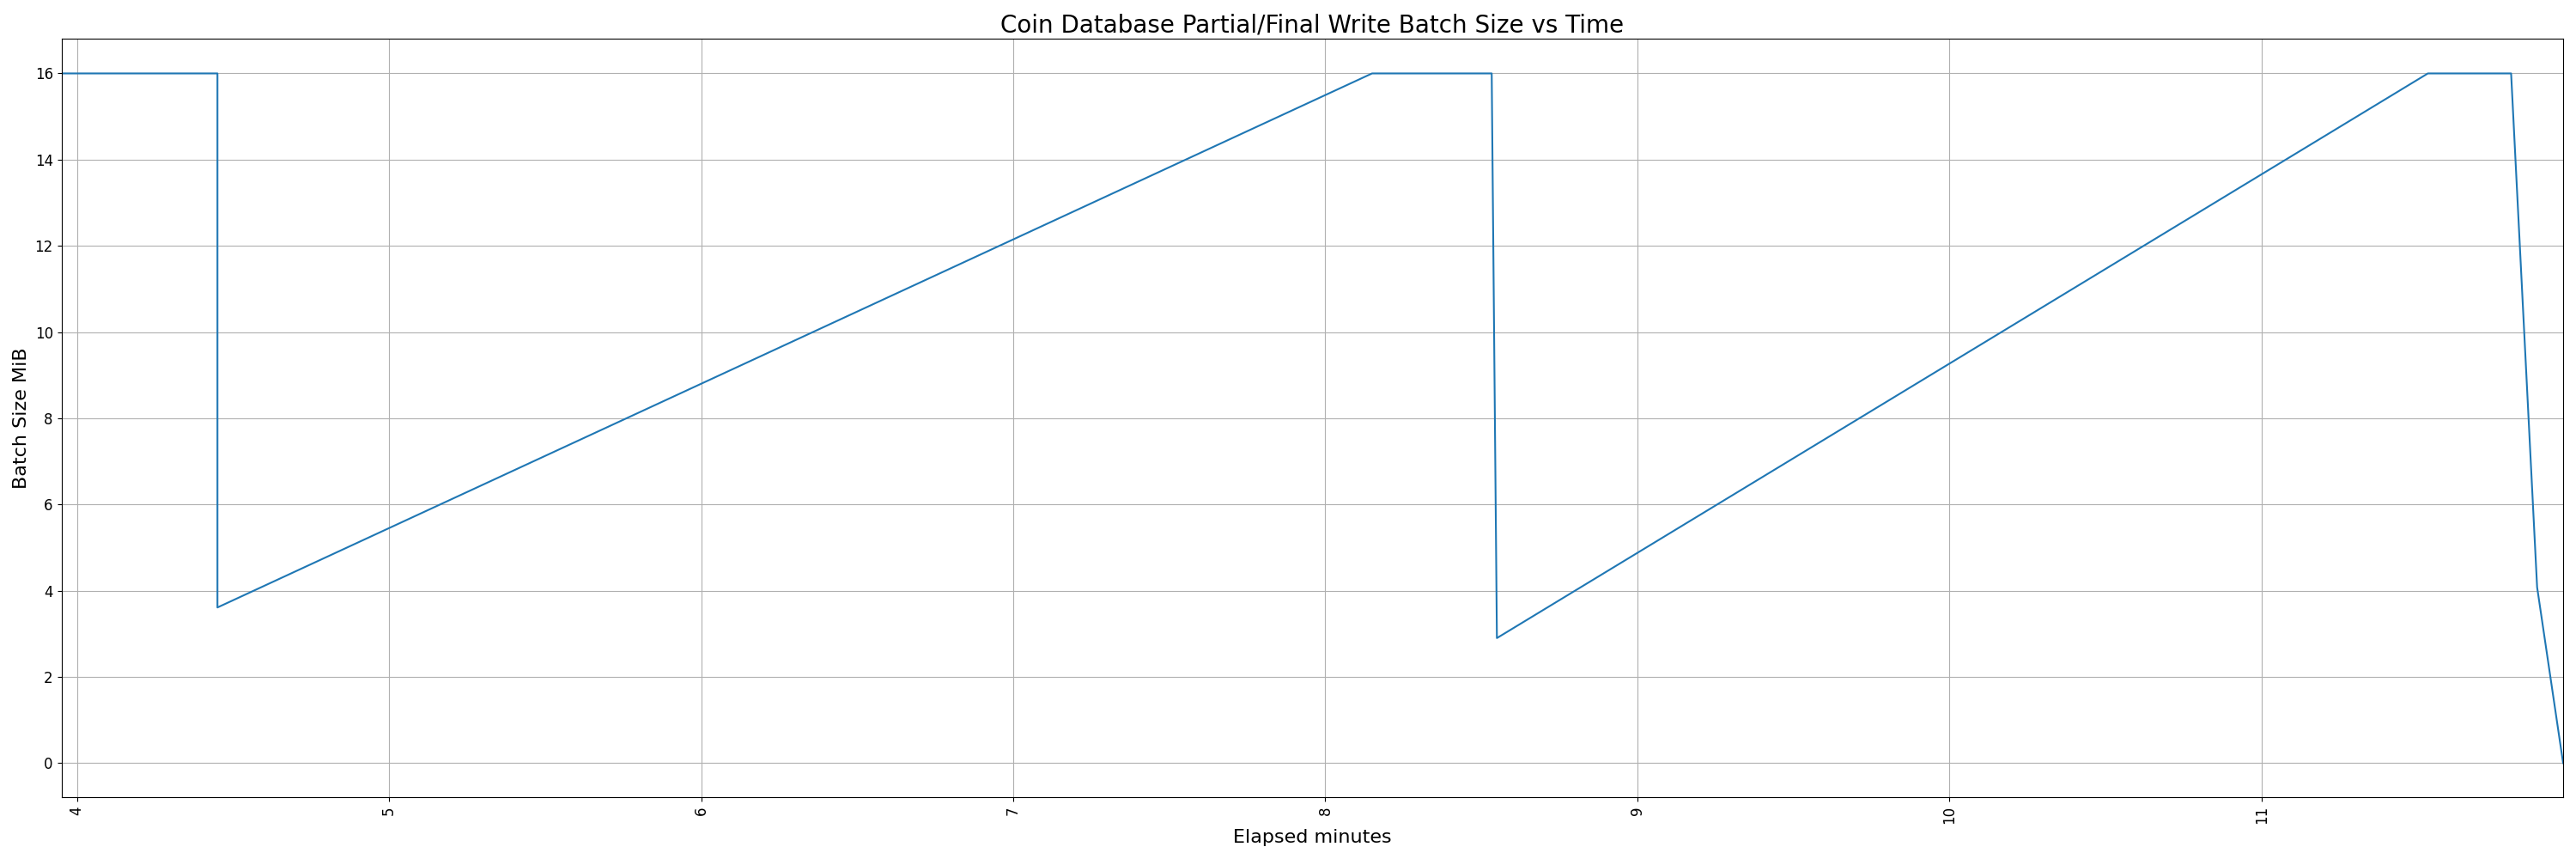 Coin Database Partial/Final Write Batch Size vs Time
Batch Size MiB
16
14
12
10
8
6
4
2
0
4 5 6 7 8 9 10 11
Elapsed minutes